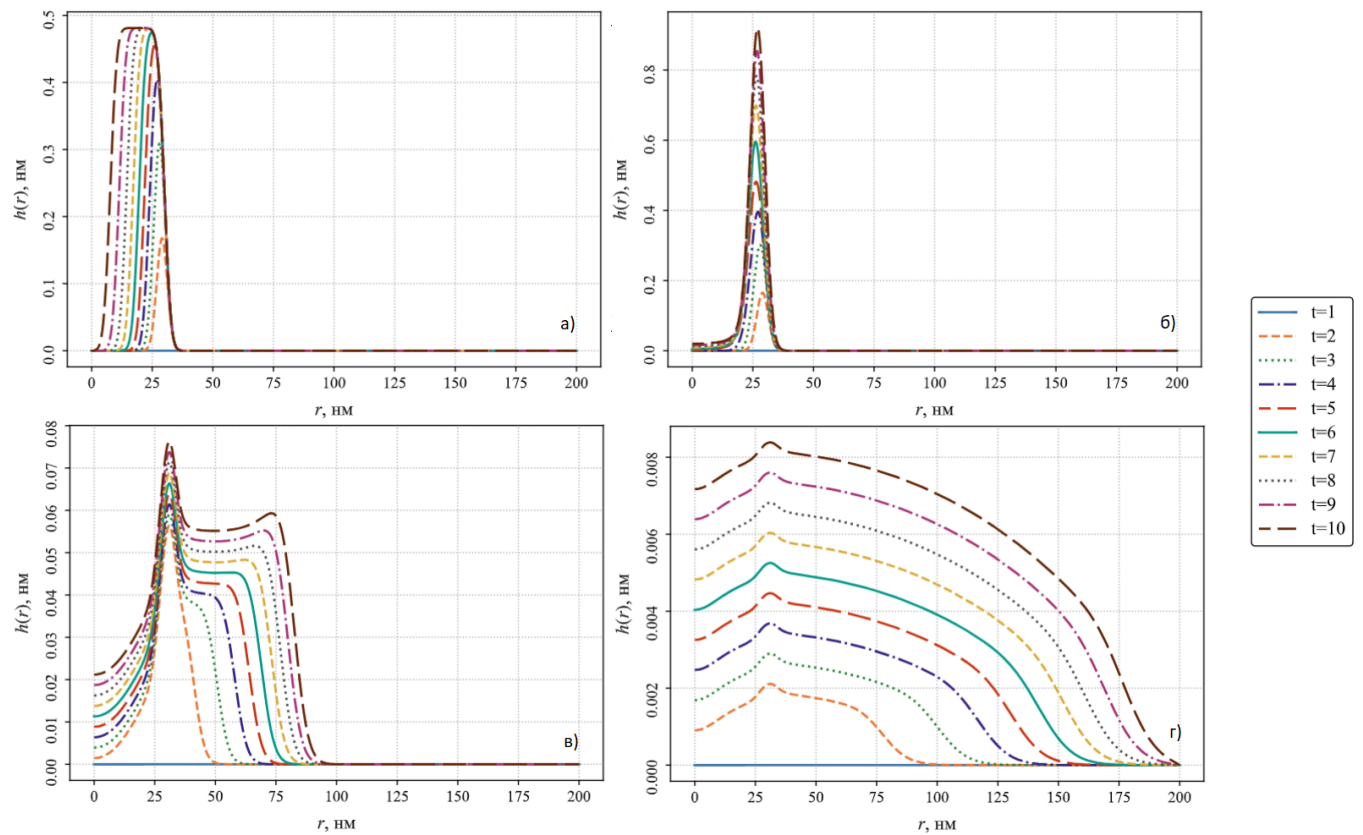 0.5
0.4
0.3
0.2
0.1
0.0
h(r), нм
0 25 50 75 100 125 150 175 200
r, нм
а)
0.8
0.6
0.4
0.2
0.0
h(r), нм
0 25 50 75 100 125 150 175 200
r, нм
б)
0.08
0.07
0.06
0.05
0.04
0.03
0.02
0.01
0.00
h(r), нм
0 25 50 75 100 125 150 175 200
r, нм
в)
0.008
0.006
0.004
0.002
0.000
h(r), нм
0 25 50 75 100 125 150 175 200
r, нм
г)
t=1
t=2
t=3
t=4
t=5
t=6
t=7
t=8
t=9
t=10